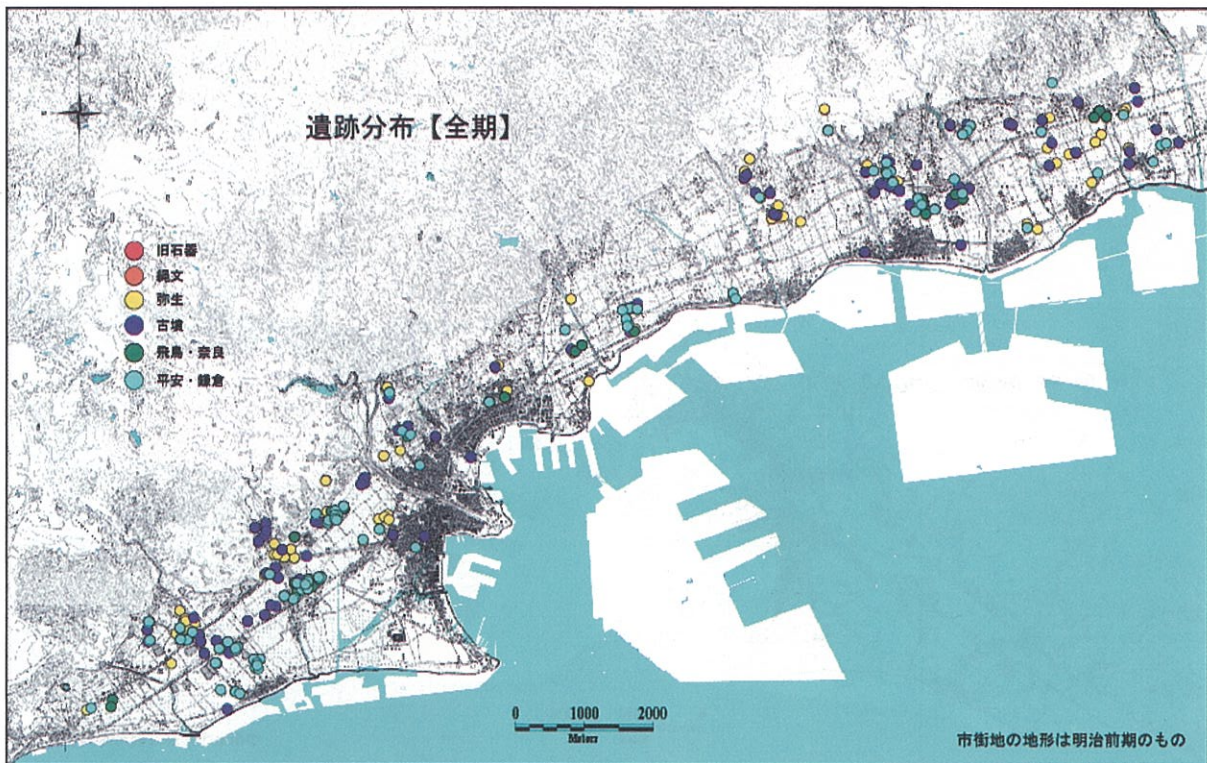 遺跡分布【全期】
旧石器
縄文
弥生
古墳
飛鳥・奈良
平安・鎌倉
0 1000 2000
Meters
市街地の地形は明治前期のもの